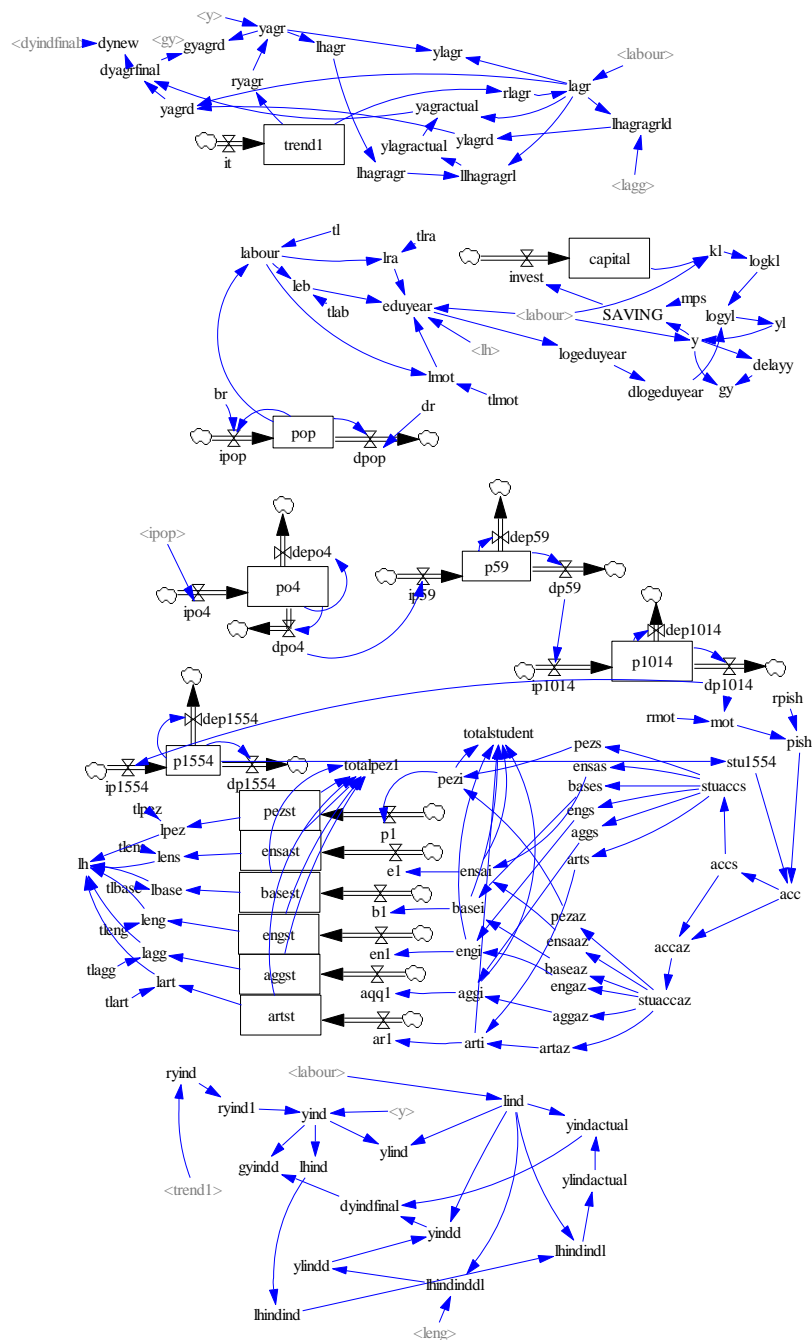 <y>
<dyindfinal>
dynew
<gy>
gyagrd
yagr
lhagr
ylagr
<labour>
dyagrfinal
ryagr
lagr
rlagr
yagrd
yagractual
lhagragrld
trend1
ylagractual
ylagrd
it
lhagragr
llhagragrl
<lagg>
tl
tlra
labour
lra
capital
kl
logkl
invest
leb
tlab
eduyear
<labour>
SAVING
mps
logyl
yl
y
<lh>
logeduyear
delayy
lmot
dlogeduyear
gy
br
tlmot
dr
pop
ipop
dpop
<ipop>
depo4
dep59
p59
po4
ip59
dp59
ipo4
dpo4
dep1014
p1014
ip1014
dp1014
rpish
dep1554
rmot
mot
pish
totalstudent
p1554
totalpez1
pezs
ensas
stu1554
ip1554
dp1554
pezi
bases
stuaccs
tlpez
pezst
engs
lpez
p1
aggs
tlen
lens
ensast
arts
lh
e1
ensai
accs
tlbase
lbase
basest
acc
b1
basei
pezaz
leng
tleng
engst
ensaaz
accaz
en1
engi
baseaz
lagg
engaz
tlagg
aggst
lart
aqq1
aggi
stuaccaz
tlart
artst
aggaz
ar1
arti
artaz
<labour>
ryind
ryind1
yind
<y>
lind
yindactual
ylind
gyindd
lhind
ylindactual
<trend1>
dyindfinal
yindd
lhindindl
ylindd
lhindinddl
lhindind
<leng>